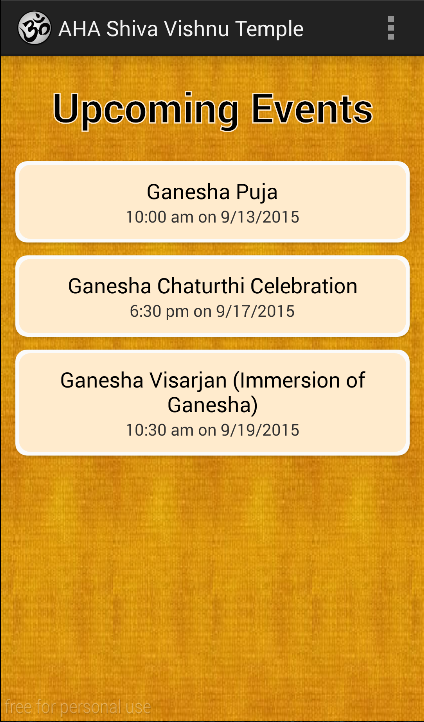 AHA Shiva Vishnu Temple
Upcoming Events
Ganesha Puja
10:00 am on 9/13/2015
Ganesha Chaturthi Celebration
6:30 pm on 9/17/2015
Ganesha Visarjan (Immersion of
Ganesha)
10:30 am on 9/19/2015
free for personal use